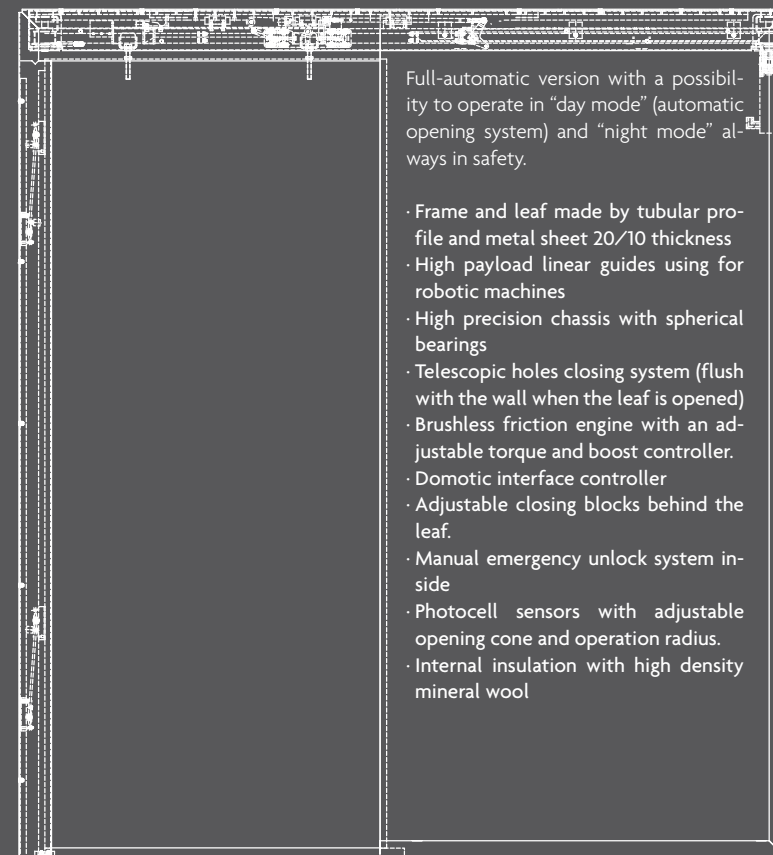 Full-automatic version with a possibil-
ity to operate in “day mode” (automatic
opening system) and “night mode” al-
ways in safety.
· Frame and leaf made by tubular pro-
file and metal sheet 20/10 thickness
· High payload linear guides using for
robotic machines
· High precision chassis with spherical
bearings
· Telescopic holes closing system (flush
with the wall when the leaf is opened)
· Brushless friction engine with an ad-
justable torque and boost controller.
· Domotic interface controller
· Adjustable closing blocks behind the
leaf.
· Manual emergency unlock system in-
side
· Photocell sensors with adjustable
opening cone and operation radius.
· Internal insulation with high density
mineral wool